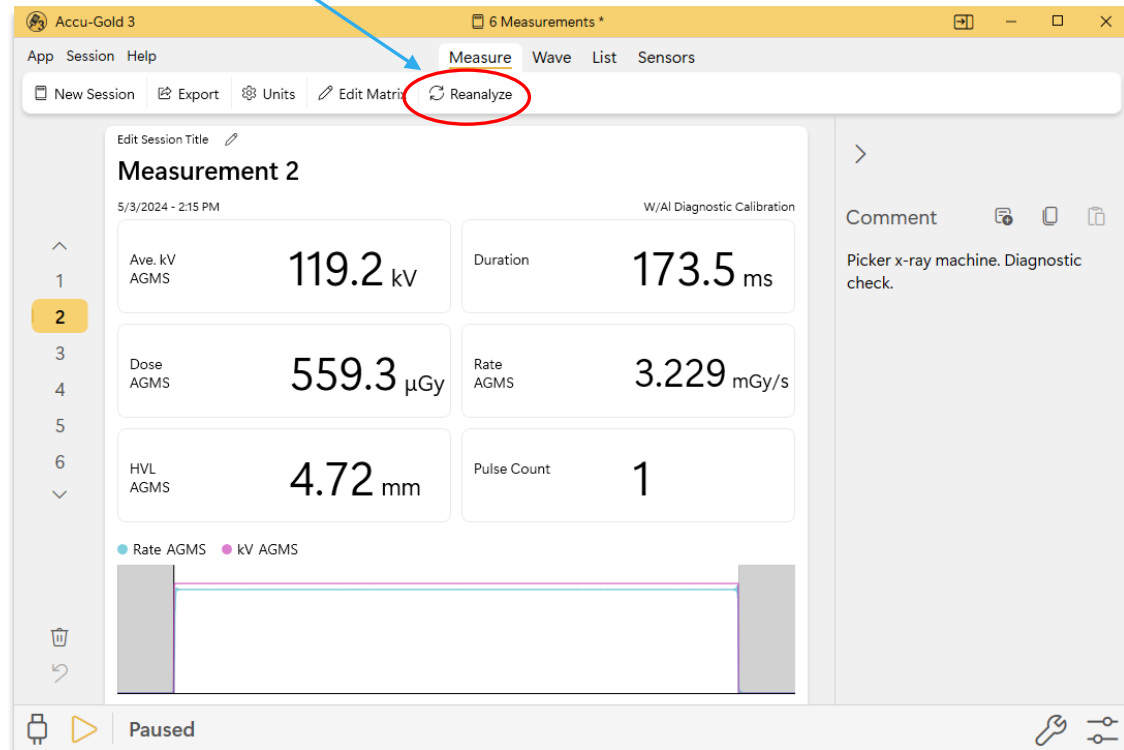 Accu-Gold 3
6 Measurements *
App Session Help
Measure Wave List Sensors
New Session Export Units Edit Matrix Reanalyze
Edit Session Title
Measurement 2
5/3/2024 - 2:15 PM
W/Al Diagnostic Calibration
Ave. kV
AGMS
119.2 kV
Duration
173.5 ms
Dose
AGMS
559.3 µGy
Rate
AGMS
3.229 mGy/s
HVL
AGMS
4.72 mm
Pulse Count
1
Rate AGMS kV AGMS
1
2
3
4
5
6
Comment
Picker x-ray machine. Diagnostic
check.
Paused